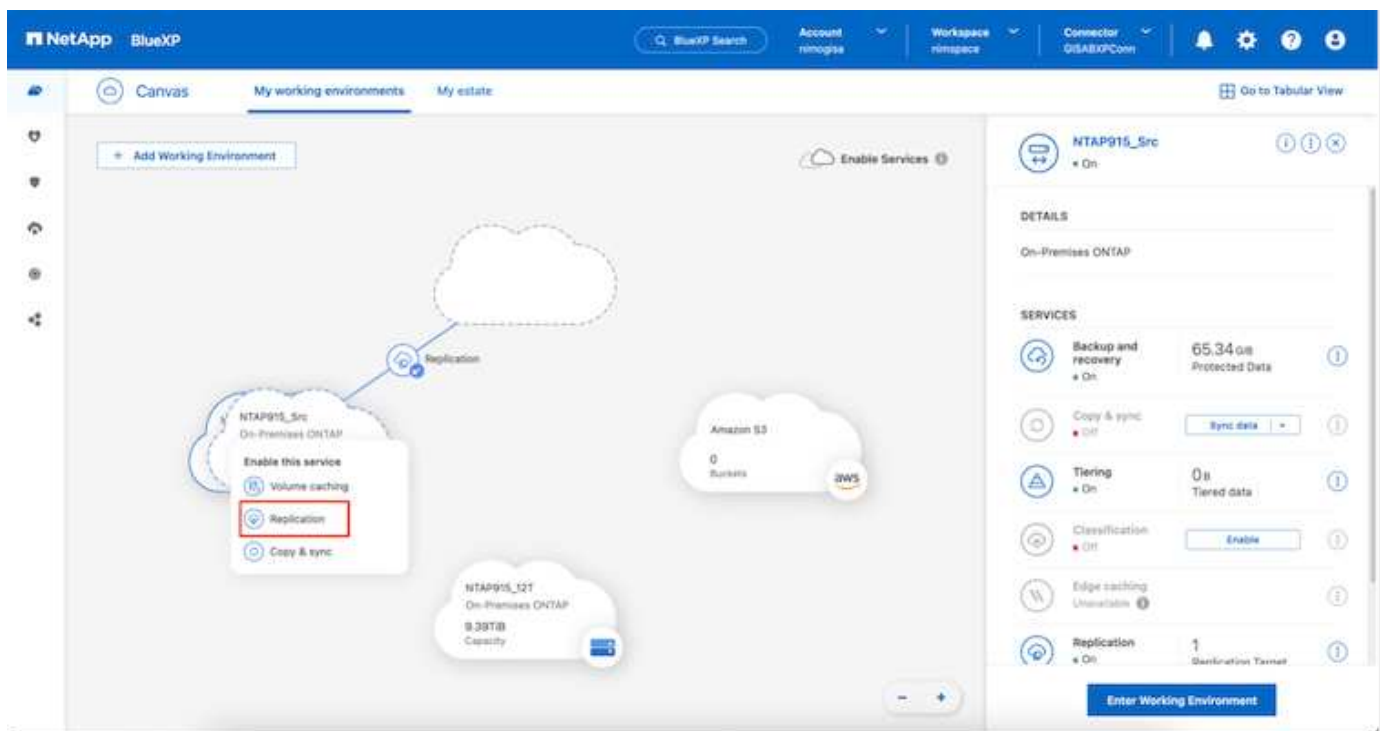 NetApp BlueXP
BlueXP Search
Account
nimogisa
Workspace
nimspace
Connector
GISABXPConn
Canvas
My working environments
My estate
Go to Tabular View
+ Add Working Environment
Enable Services
NTAP915_Src
On
DETAILS
On-Premises ONTAP
SERVICES
Backup and recovery
On
65.34 GiB
Protected Data
Copy & sync
Off
Sync data
Tiering
On
0 B
Tiered data
Classification
Off
Enable
Edge caching
Unavailable
Replication
On
1
Replication Target
Enter Working Environment
Replication
NTAP915_Src
On-Premises ONTAP
Enable this service
Volume caching
Replication
Copy & sync
Amazon S3
0
Buckets
aws
NTAP915_12T
On-Premises ONTAP
9.39TiB
Capacity
- +